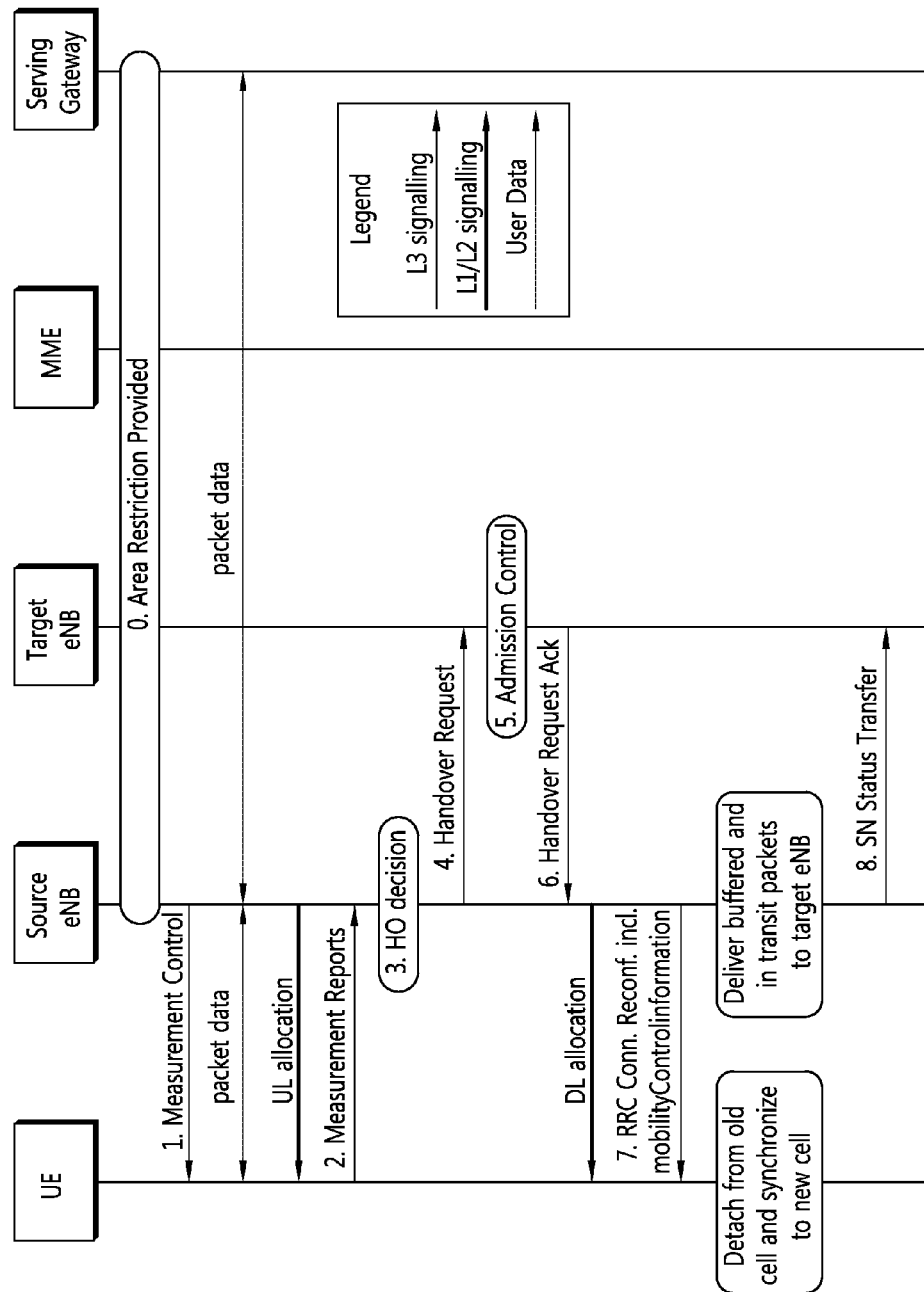 UE
Source
eNB
Target
eNB
MME
Serving
Gateway
0. Area Restriction Provided
1. Measurement Control
packet data
packet data
UL allocation
2. Measurement Reports
3. HO decision
4. Handover Request
5. Admission Control
6. Handover Request Ack
DL allocation
7. RRC Conn. Reconf. incl.
mobilityControlinformation
Detach from old
cell and synchronize
to new cell
Deliver buffered and
in transit packets
to target eNB
8. SN Status Transfer
Legend
L3 signalling
L1/L2 signalling
User Data